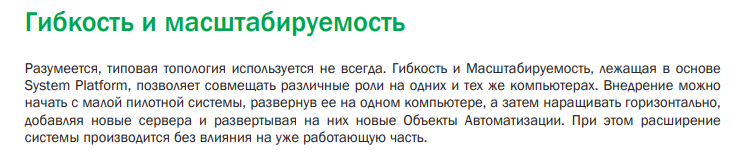 Гибкость и масштабируемость
Разумеется, типовая топология используется не всегда. Гибкость и Масштабируемость, лежащая в основе
System Platform, позволяет совмещать различные роли на одних и тех же компьютерах. Внедрение можно
начать с малой пилотной системы, развернув ее на одном компьютере, а затем наращивать горизонтально,
добавляя новые сервера и развертывая на них новые Объекты Автоматизации. При этом расширение
системы производится без влияния на уже работающую часть.